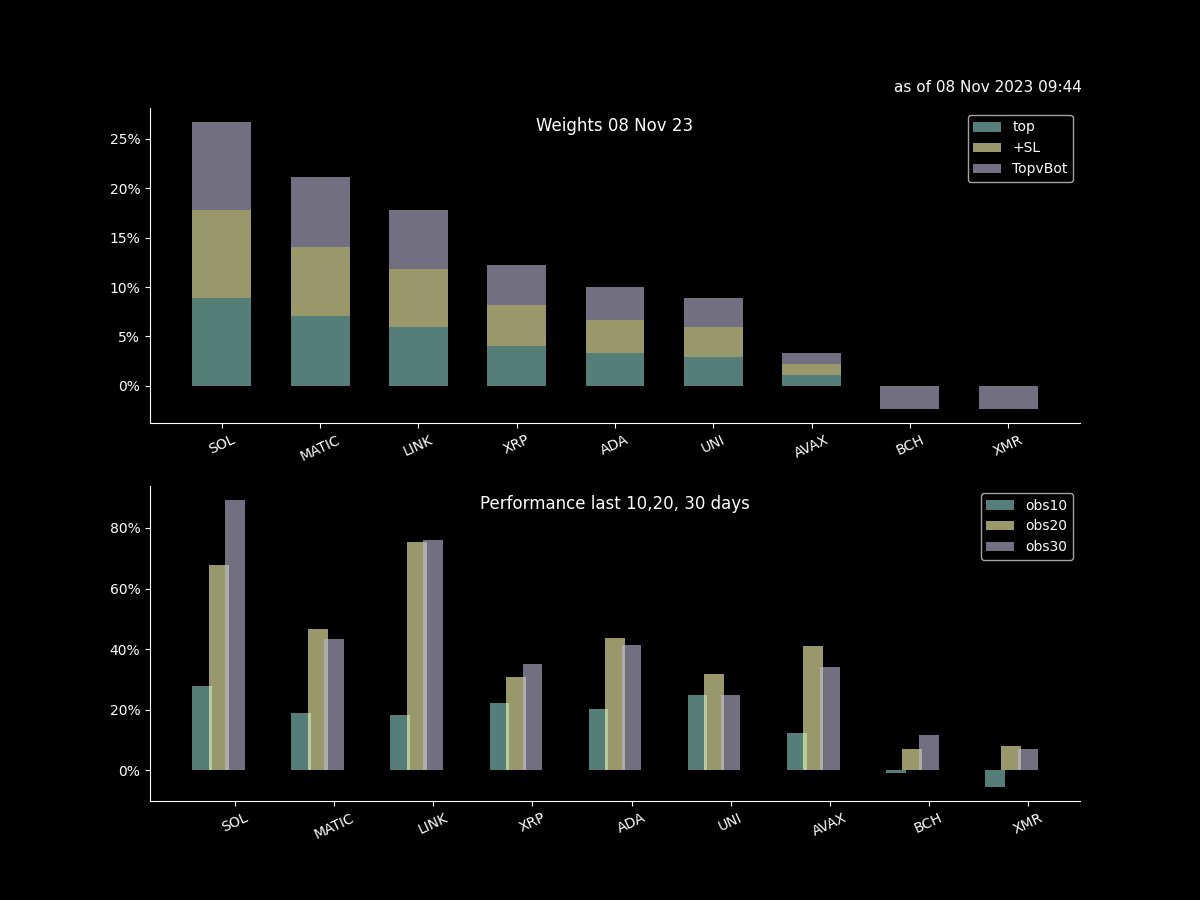 as of 08 Nov 2023 09:44
Weights 08 Nov 23
top
+SL
TopvBot
25%
20%
15%
10%
5%
0%
SOL MATIC LINK XRP ADA UNI AVAX BCH XMR
Performance last 10,20, 30 days
obs10
obs20
obs30
80%
60%
40%
20%
0%
SOL MATIC LINK XRP ADA UNI AVAX BCH XMR